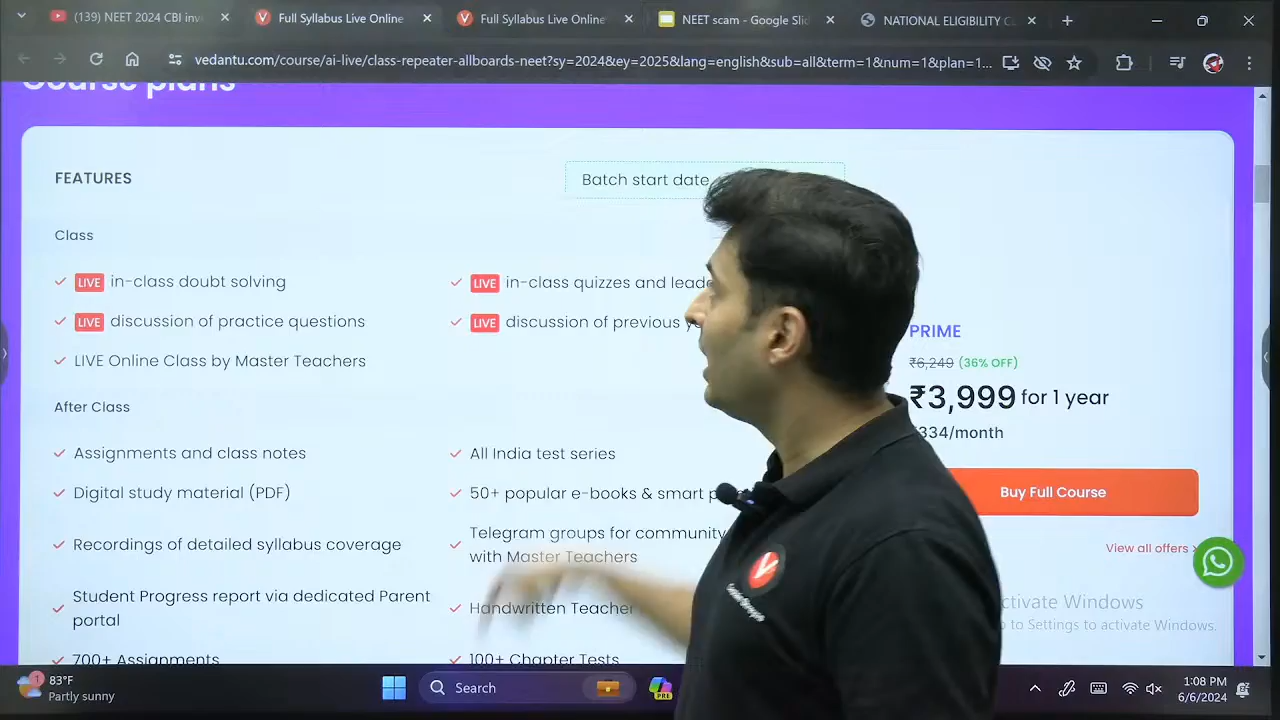 (139) NEET 2024 CBI inv
Full Syllabus Live Online
Full Syllabus Live Online
NEET scam - Google Slid
NATIONAL ELIGIBILITY C
vedantu.com/course/ai-live/class-repeater-allboards-neet?sy=2024&ey=2025&lang=english&sub=all&term=1&num=1&plan=1...
Course plans
FEATURES
Batch start date
Class
LIVE in-class doubt solving
LIVE in-class quizzes and leade
LIVE discussion of practice questions
LIVE discussion of previous y
LIVE Online Class by Master Teachers
PRIME
₹6,249 (36% OFF)
₹3,999 for 1 year
334/month
Buy Full Course
View all offers >
After Class
Assignments and class notes
All India test series
Digital study material (PDF)
50+ popular e-books & smart p
Recordings of detailed syllabus coverage
Telegram groups for community
with Master Teachers
Student Progress report via dedicated Parent
portal
Handwritten Teacher
700+ Assignments
100+ Chapter Tests
ctivate Windows
to Settings to activate Windows.
1
83°F
Partly sunny
Search
PRE
1:08 PM
6/6/2024